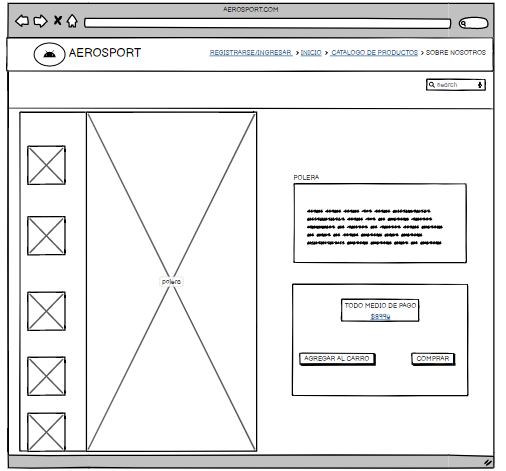 AEROSPORT.COM
AEROSPORT
REGISTRARSE/INGRESAR > INICIO > CATALOGO DE PRODUCTOS > SOBRE NOSOTROS
search
POLERA
polera
TODO MEDIO DE PAGO
AGREGAR AL CARRO
COMPRAR